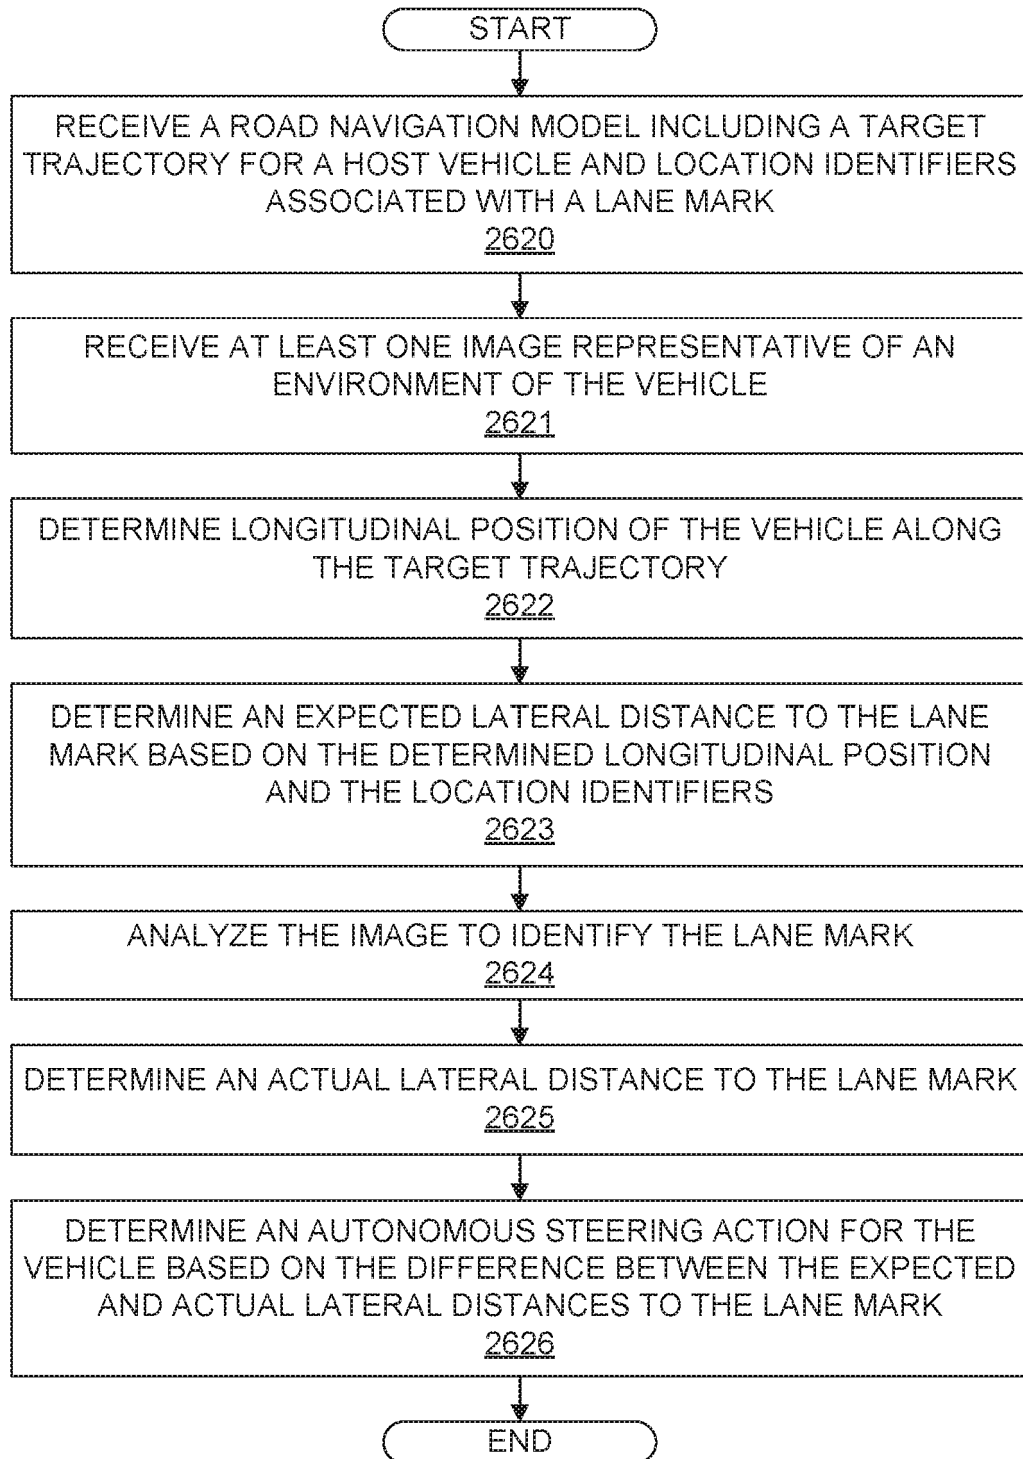 START
RECEIVE A ROAD NAVIGATION MODEL INCLUDING A TARGET
TRAJECTORY FOR A HOST VEHICLE AND LOCATION IDENTIFIERS
ASSOCIATED WITH A LANE MARK
2620
RECEIVE AT LEAST ONE IMAGE REPRESENTATIVE OF AN
ENVIRONMENT OF THE VEHICLE
2621
DETERMINE LONGITUDINAL POSITION OF THE VEHICLE ALONG
THE TARGET TRAJECTORY
2622
DETERMINE AN EXPECTED LATERAL DISTANCE TO THE LANE
MARK BASED ON THE DETERMINED LONGITUDINAL POSITION
AND THE LOCATION IDENTIFIERS
2623
ANALYZE THE IMAGE TO IDENTIFY THE LANE MARK
2624
DETERMINE AN ACTUAL LATERAL DISTANCE TO THE LANE MARK
2625
DETERMINE AN AUTONOMOUS STEERING ACTION FOR THE
VEHICLE BASED ON THE DIFFERENCE BETWEEN THE EXPECTED
AND ACTUAL LATERAL DISTANCES TO THE LANE MARK
2626
END